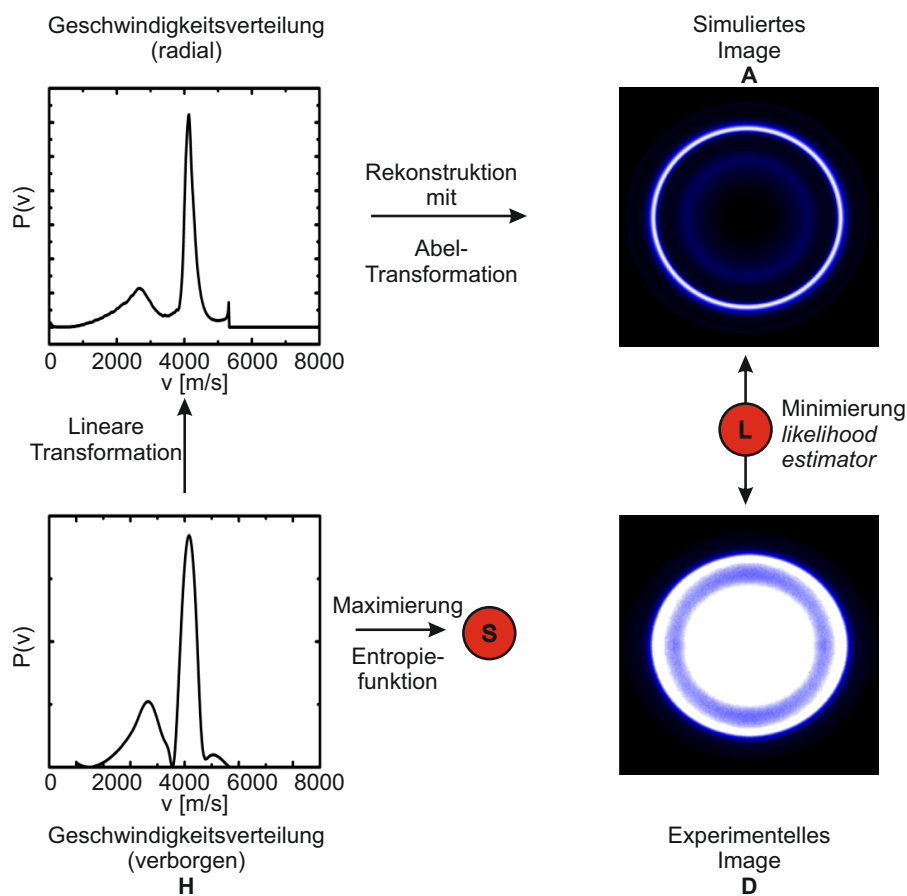 Geschwindigkeitsverteilung
(radial)
P(v)
0 2000 4000 6000 8000
v [m/s]
Rekonstruktion
mit
Abel-
Transformation
Simuliertes
Image
A
Lineare
Transformation
L
Minimierung
likelihood
estimator
P(v)
0 2000 4000 6000 8000
v [m/s]
Geschwindigkeitsverteilung
(verborgen)
H
Maximierung
Entropie-
funktion
S
Experimentelles
Image
D